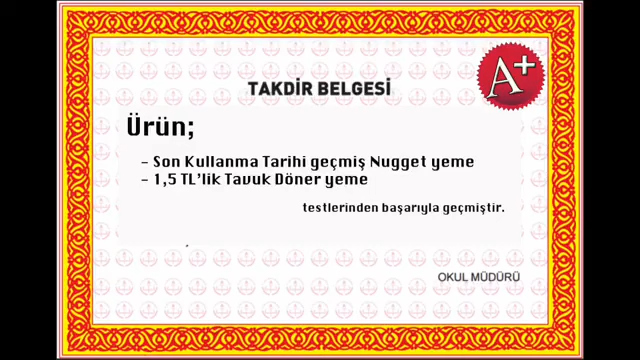 A+
TAKDİR BELGESİ
Ürün;
- Son Kullanma Tarihi geçmiş Nugget yeme
- 1,5 TL'lik Tavuk Döner yeme
testlerinden başarıyla geçmiştir.
OKUL MÜDÜRÜ